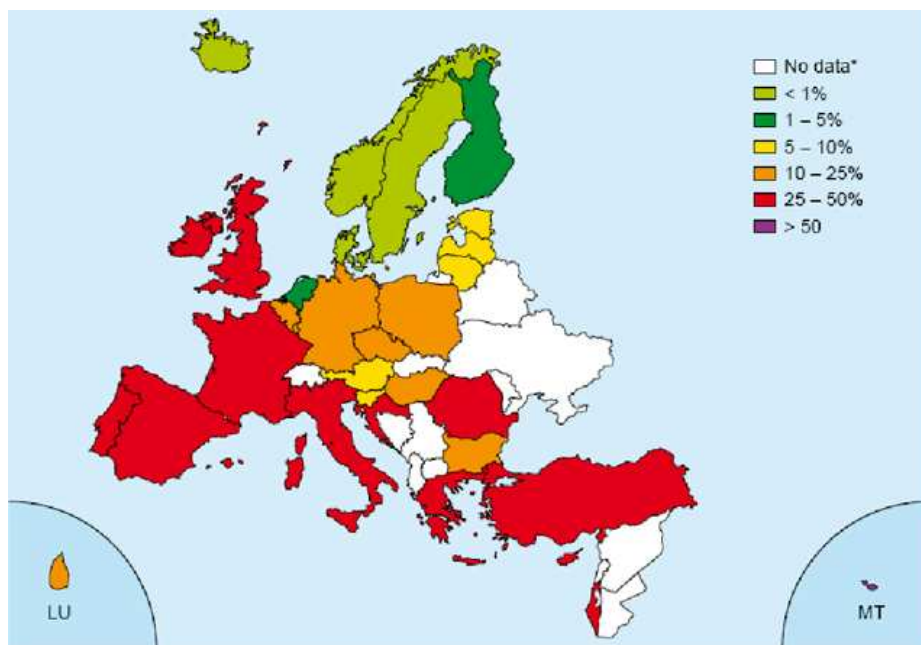 No data*
< 1%
1 – 5%
5 – 10%
10 – 25%
25 – 50%
> 50
LU
MT